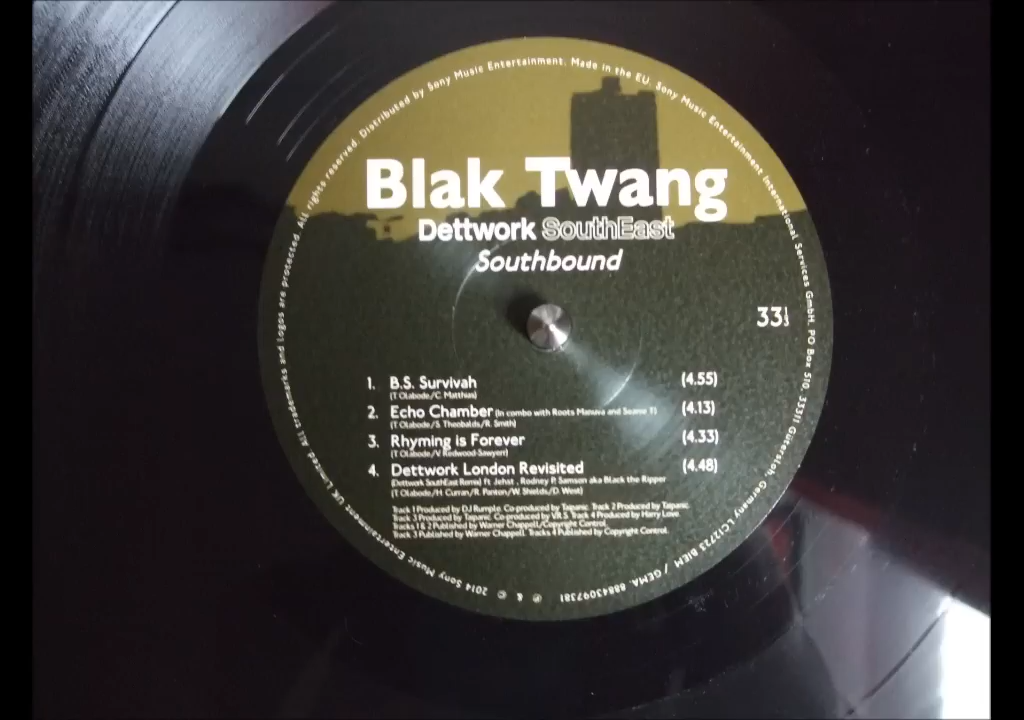 Blak Twang
Dettwork SouthEast
Southbound
33⅓
1. B.S. Survivah (4.55)
(T Olabode/C. Matthias)
2. Echo Chamber (In combo with Roots Manuva and Seanie T) (4.13)
(T Olabode/S. Theobalds/R. Smith)
3. Rhyming is Forever (4.33)
(T Olabode/V Redwood-Sawyerr)
4. Dettwork London Revisited (4.48)
(Dettwork SouthEast Remix) ft Jehst, Rodney P, Samson aka Black the Ripper
(T Olabode/H. Curran/R. Panton/W. Shields/D. West)
Track 1 Produced by DJ Rumple. Co-produced by Taipanic. Track 2 Produced by Taipanic.
Track 3 Produced by Taipanic. Co-produced by V.R.S. Track 4 Produced by Harry Love.
Tracks 1 & 2 Published by Warner Chappell/Copyright Control.
Track 3 Published by Warner Chappell. Tracks 4 Published by Copyright Control.
℗ & © 2014 Sony Music Entertainment UK Limited. All trademarks and logos are protected. All rights reserved. Distributed by Sony Music Entertainment. Made in the EU. Sony Music Entertainment International Services GmbH, PO Box 510, 33311 Gütersloh, Germany LC12723 BIEM / GEMA. 88843097381